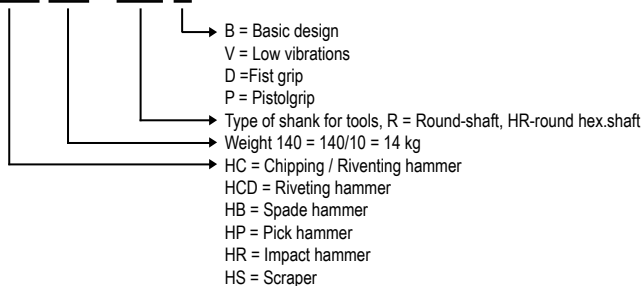 B = Basic design
V = Low vibrations
D =Fist grip
P = Pistolgrip
Type of shank for tools, R = Round-shaft, HR-round hex.shaft
Weight 140 = 140/10 = 14 kg
HC = Chipping / Riventing hammer
HCD = Riveting hammer
HB = Spade hammer
HP = Pick hammer
HR = Impact hammer
HS = Scraper